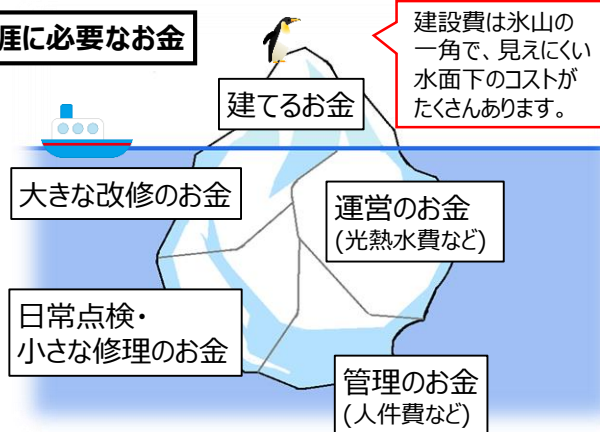 涯に必要なお金
建設費は氷山の
一角で、見えにくい
水面下のコストが
たくさんあります。
建てるお金
大きな改修のお金
運営のお金
(光熱水費など)
日常点検・
小さな修理のお金
管理のお金
(人件費など)